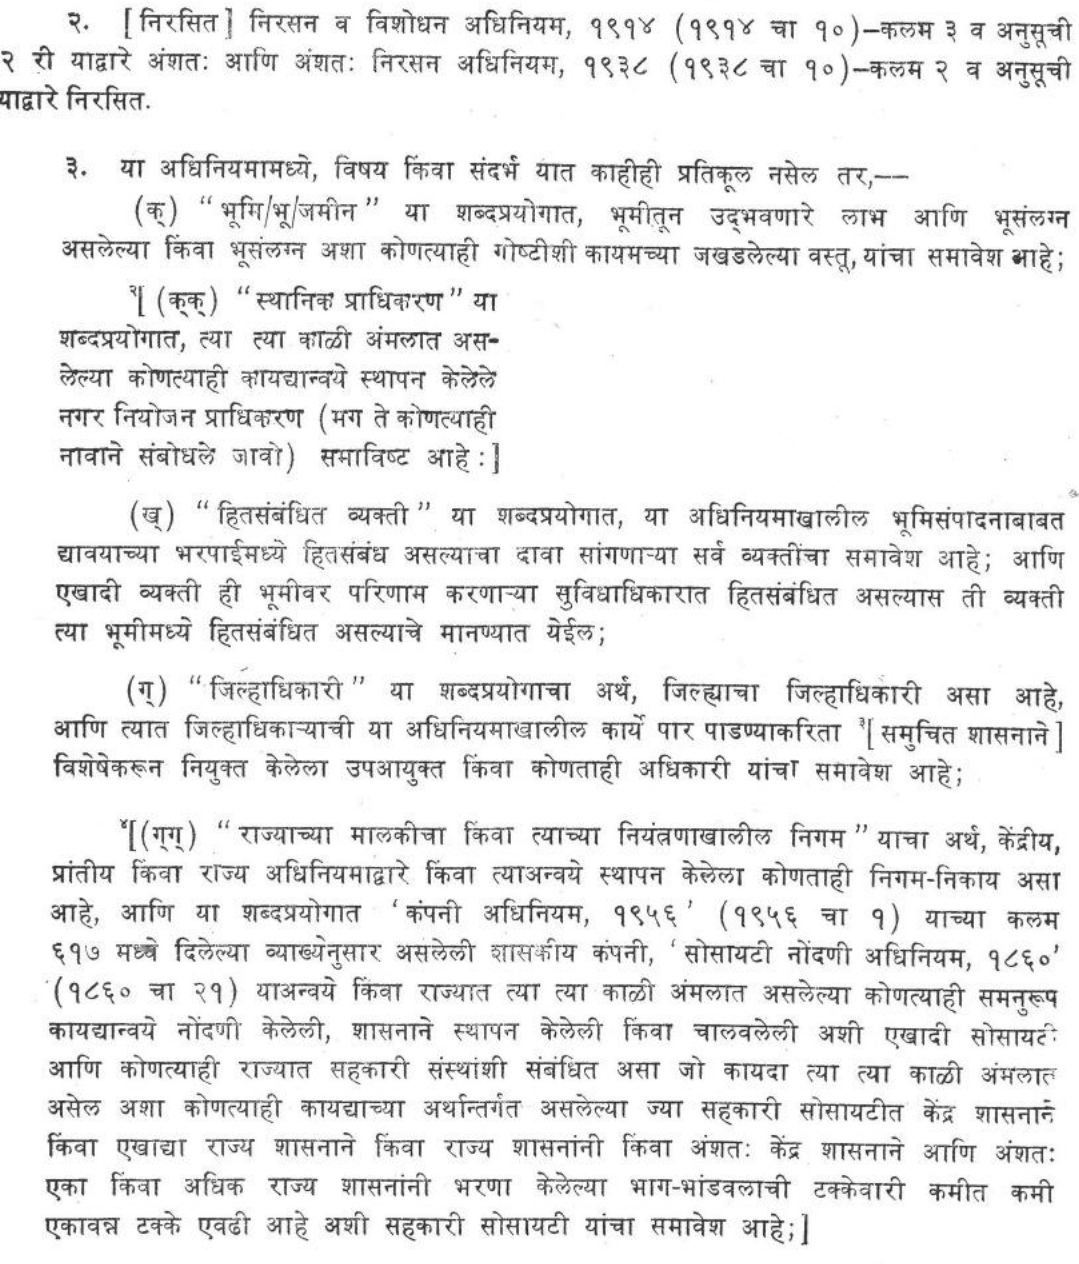 २. [निरसित] निरसन व विशोधन अधिनियम, १९१४ (१९१४ चा १०)–कलम ३ व अनुसूची
२ री याद्वारे अंशतः आणि अंशतः निरसन अधिनियम, १९३८ (१९३८ चा १०)–कलम २ व अनुसूची
याद्वारे निरसित.
३. या अधिनियमामध्ये, विषय किंवा संदर्भ यात काहीही प्रतिकूल नसेल तर,––
(क) “भूमि/भू/जमीन” या शब्दप्रयोगात, भूमीतून उद्‌भवणारे लाभ आणि भूसंलग्न
असलेल्या किंवा भूसंलग्न अशा कोणत्याही गोष्टीशी कायमच्या जखडलेल्या वस्तू, यांचा समावेश आहे;
२[ (क्क्) “स्थानिक प्राधिकरण” या
शब्दप्रयोगात, त्या त्या काळी अंमलात अस-
लेल्या कोणत्याही कायद्यान्वये स्थापन केलेले
नगर नियोजन प्राधिकरण (मग ते कोणत्याही
नावाने संबोधले जावो) समाविष्ट आहे :]
(ख्) “हितसंबंधित व्यक्ती” या शब्दप्रयोगात, या अधिनियमाखालील भूमिसंपादनाबाबत
द्यावयाच्या भरपाईमध्ये हितसंबंध असल्याचा दावा सांगणाऱ्या सर्व व्यक्तींचा समावेश आहे; आणि
एखादी व्यक्ती ही भूमीवर परिणाम करणाऱ्या सुविधाधिकारात हितसंबंधित असल्यास ती व्यक्ती
त्या भूमीमध्ये हितसंबंधित असल्याचे मानण्यात येईल;
(ग्) “जिल्हाधिकारी” या शब्दप्रयोगाचा अर्थ, जिल्ह्याचा जिल्हाधिकारी असा आहे,
आणि त्यात जिल्हाधिकाऱ्याची या अधिनियमाखालील कार्ये पार पाडण्याकरिता ३[समुचित शासनाने]
विशेषेकरून नियुक्त केलेला उपआयुक्त किंवा कोणताही अधिकारी यांचा समावेश आहे;
४[(ग्ग्) “राज्याच्या मालकीचा किंवा त्याच्या नियंत्रणाखालील निगम” याचा अर्थ, केंद्रीय,
प्रांतीय किंवा राज्य अधिनियमाद्वारे किंवा त्याअन्वये स्थापन केलेला कोणताही निगम-निकाय असा
आहे, आणि या शब्दप्रयोगात ‘कंपनी अधिनियम, १९५६’ (१९५६ चा १) याच्या कलम
६१७ मध्ये दिलेल्या व्याख्येनुसार असलेली शासकीय कंपनी, ‘सोसायटी नोंदणी अधिनियम, १८६०’
(१८६० चा २१) याअन्वये किंवा राज्यात त्या त्या काळी अंमलात असलेल्या कोणत्याही समनुरूप
कायद्यान्वये नोंदणी केलेली, शासनाने स्थापन केलेली किंवा चालवलेली अशी एखादी सोसायटी
आणि कोणत्याही राज्यात सहकारी संस्थांशी संबंधित असा जो कायदा त्या त्या काळी अंमलात
असेल अशा कोणत्याही कायद्याच्या अर्थान्तर्गत असलेल्या ज्या सहकारी सोसायटीत केंद्र शासनाने
किंवा एखाद्या राज्य शासनाने किंवा राज्य शासनांनी किंवा अंशतः केंद्र शासनाने आणि अंशतः
एका किंवा अधिक राज्य शासनांनी भरणा केलेल्या भाग-भांडवलाची टक्केवारी कमीत कमी
एकावन्न टक्के एवढी आहे अशी सहकारी सोसायटी यांचा समावेश आहे;]